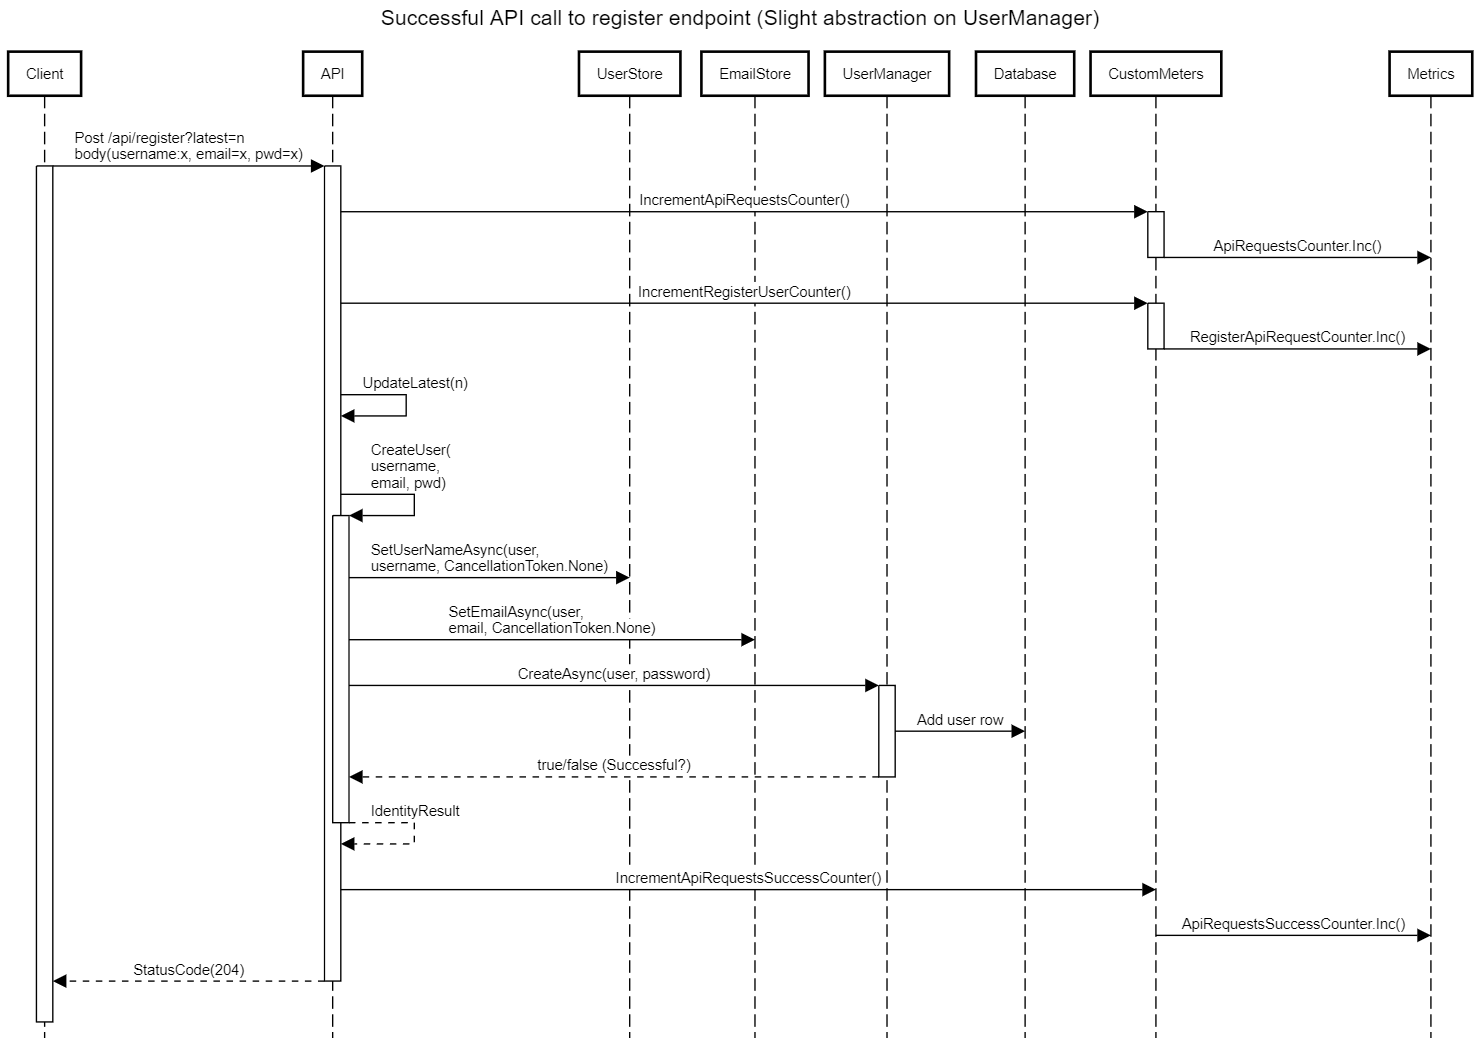 Successful API call to register endpoint (Slight abstraction on UserManager)
Client
API
UserStore
EmailStore
UserManager
Database
CustomMeters
Metrics
Post /api/register?latest=n
body(username:x, email=x, pwd=x)
IncrementApiRequestsCounter()
ApiRequestsCounter.Inc()
IncrementRegisterUserCounter()
RegisterApiRequestCounter.Inc()
UpdateLatest(n)
CreateUser(
username,
email, pwd)
SetUserNameAsync(user,
username, CancellationToken.None)
SetEmailAsync(user,
email, CancellationToken.None)
CreateAsync(user, password)
Add user row
true/false (Successful?)
IdentityResult
IncrementApiRequestsSuccessCounter()
ApiRequestsSuccessCounter.Inc()
StatusCode(204)